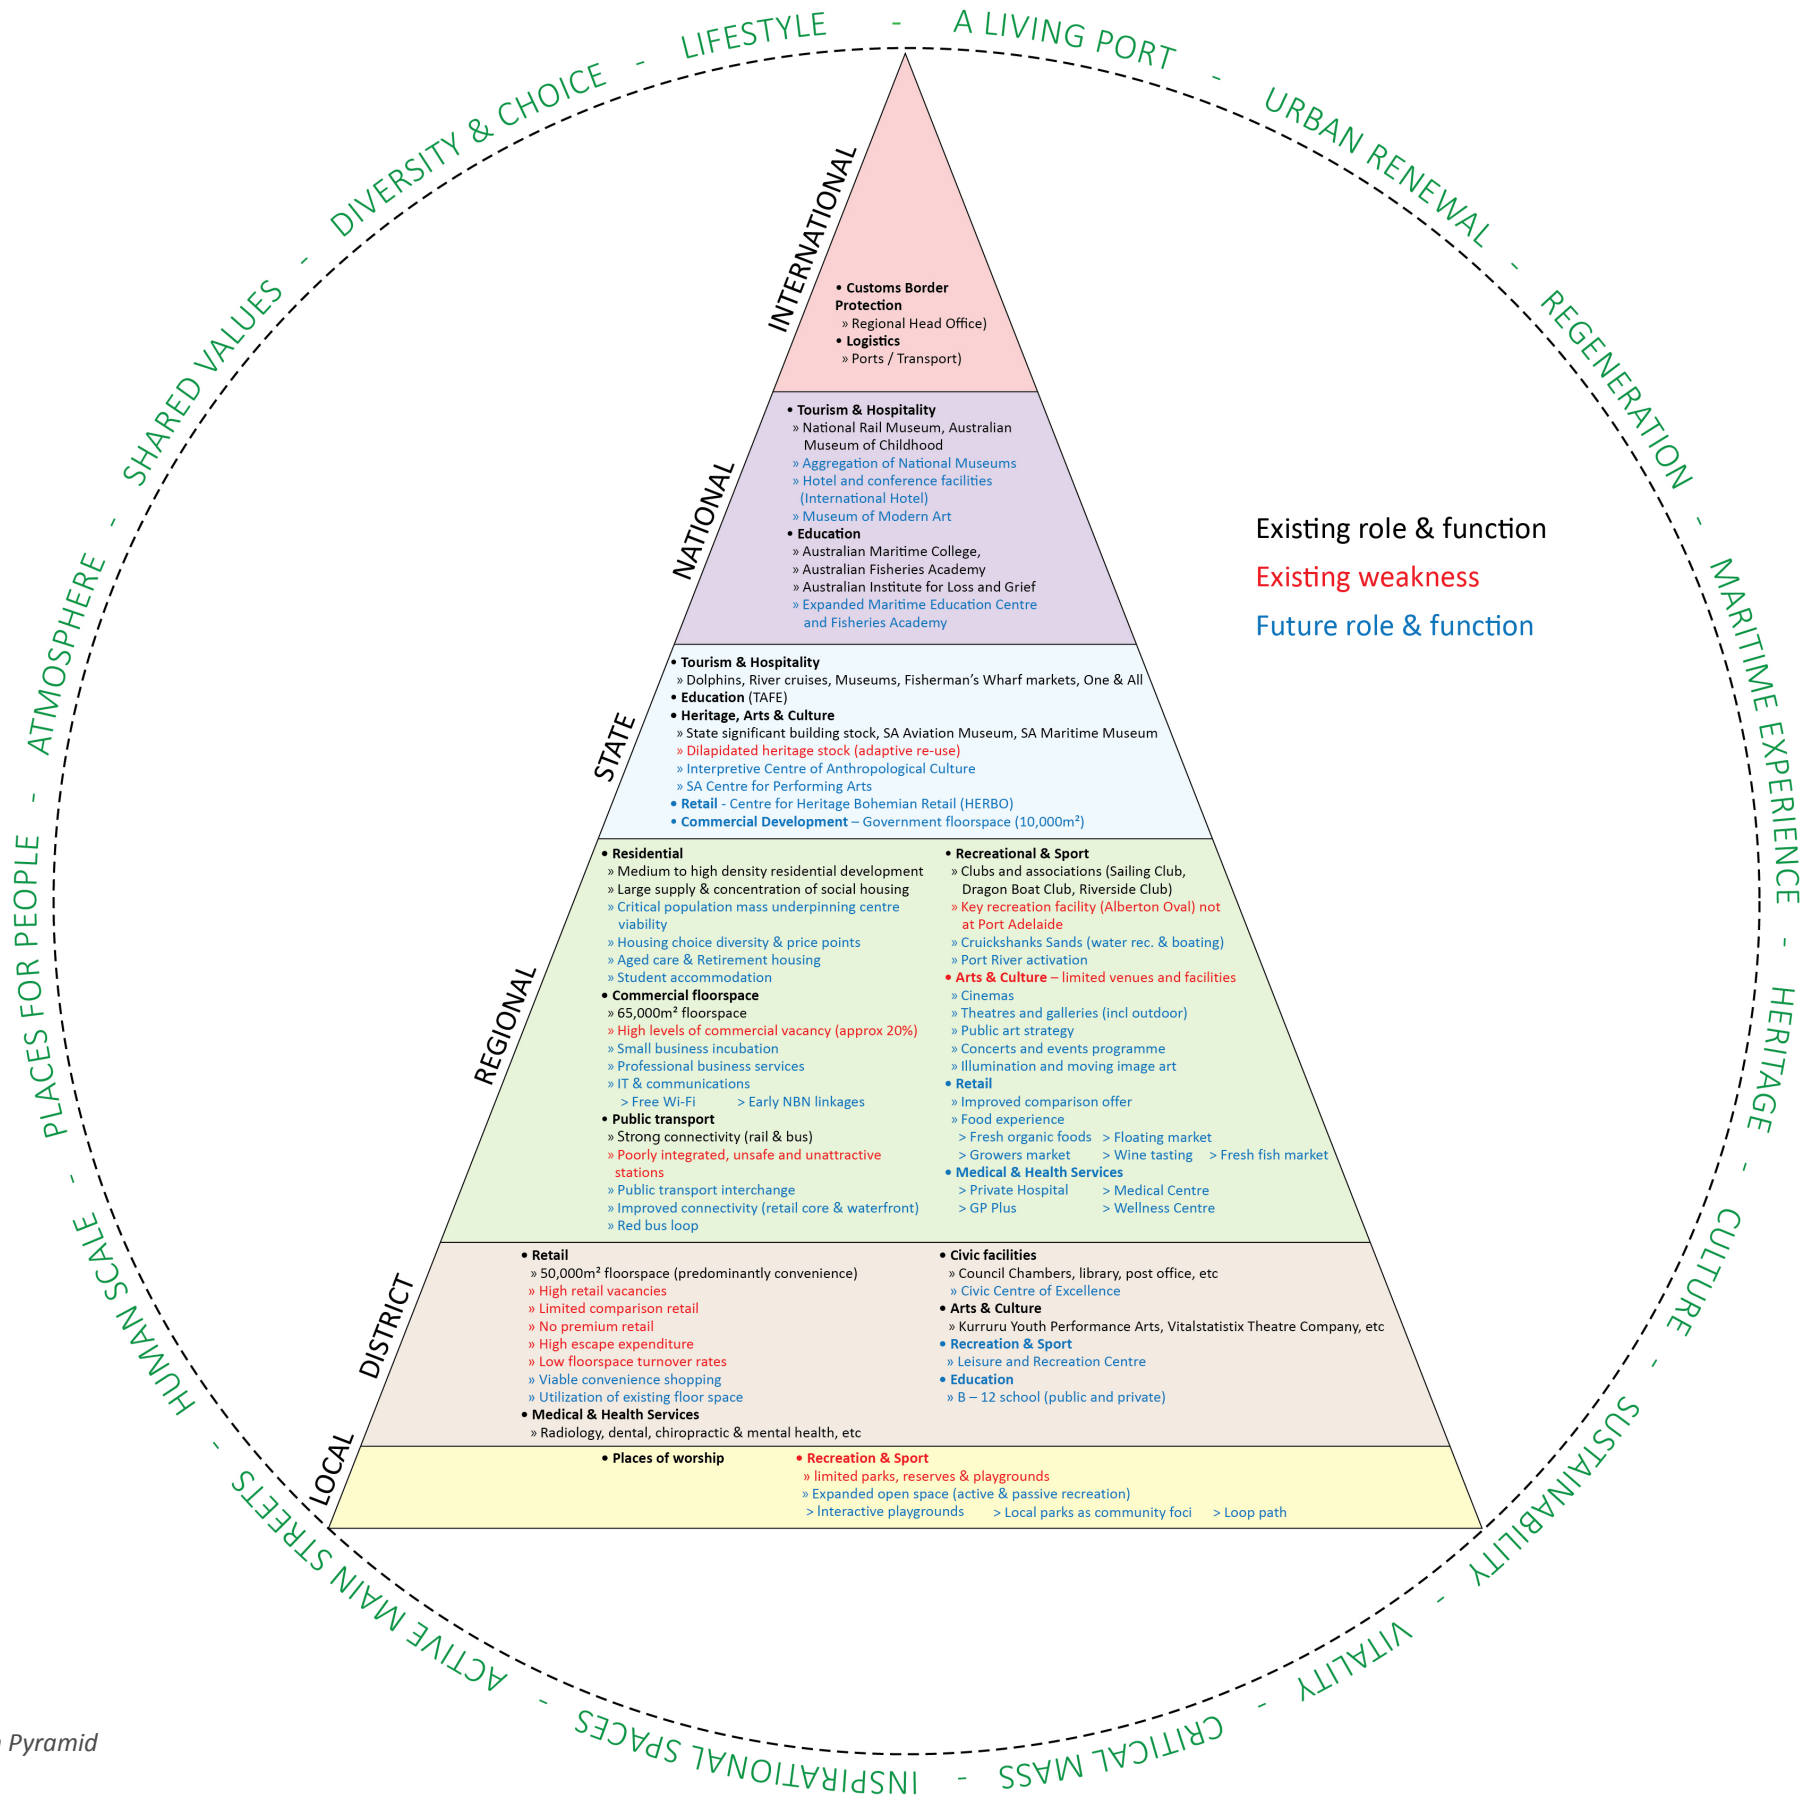 LIFESTYLE - A LIVING PORT - URBAN RENEWAL - REGENERATION - MARITIME EXPERIENCE - HERITAGE - CULTURE - SUSTAINABILITY - VITALITY - CRITICAL MASS - INSPIRATIONAL SPACES - ACTIVE MAIN STREETS - HUMAN SCALE - PLACES FOR PEOPLE - ATMOSPHERE - SHARED VALUES - DIVERSITY & CHOICE -
INTERNATIONAL
• Customs Border
Protection
» Regional Head Office)
• Logistics
» Ports / Transport)
NATIONAL
• Tourism & Hospitality
» National Rail Museum, Australian
Museum of Childhood
» Aggregation of National Museums
» Hotel and conference facilities
(International Hotel)
» Museum of Modern Art
• Education
» Australian Maritime College,
» Australian Fisheries Academy
» Australian Institute for Loss and Grief
» Expanded Maritime Education Centre
and Fisheries Academy
Existing role & function
Existing weakness
Future role & function
STATE
• Tourism & Hospitality
» Dolphins, River cruises, Museums, Fisherman's Wharf markets, One & All
• Education (TAFE)
• Heritage, Arts & Culture
» State significant building stock, SA Aviation Museum, SA Maritime Museum
» Dilapidated heritage stock (adaptive re-use)
» Interpretive Centre of Anthropological Culture
» SA Centre for Performing Arts
• Retail - Centre for Heritage Bohemian Retail (HERBO)
• Commercial Development – Government floorspace (10,000m²)
REGIONAL
• Residential
» Medium to high density residential development
» Large supply & concentration of social housing
» Critical population mass underpinning centre
viability
» Housing choice diversity & price points
» Aged care & Retirement housing
» Student accommodation
• Commercial floorspace
» 65,000m² floorspace
» High levels of commercial vacancy (approx 20%)
» Small business incubation
» Professional business services
» IT & communications
> Free Wi-Fi > Early NBN linkages
• Public transport
» Strong connectivity (rail & bus)
» Poorly integrated, unsafe and unattractive
stations
» Public transport interchange
» Improved connectivity (retail core & waterfront)
» Red bus loop
• Recreational & Sport
» Clubs and associations (Sailing Club,
Dragon Boat Club, Riverside Club)
» Key recreation facility (Alberton Oval) not
at Port Adelaide
» Cruickshanks Sands (water rec. & boating)
» Port River activation
• Arts & Culture – limited venues and facilities
» Cinemas
» Theatres and galleries (incl outdoor)
» Public art strategy
» Concerts and events programme
» Illumination and moving image art
• Retail
» Improved comparison offer
» Food experience
> Fresh organic foods > Floating market
> Growers market > Wine tasting > Fresh fish market
• Medical & Health Services
> Private Hospital > Medical Centre
> GP Plus > Wellness Centre
DISTRICT
• Retail
» 50,000m² floorspace (predominantly convenience)
» High retail vacancies
» Limited comparison retail
» No premium retail
» High escape expenditure
» Low floorspace turnover rates
» Viable convenience shopping
» Utilization of existing floor space
• Medical & Health Services
» Radiology, dental, chiropractic & mental health, etc
• Civic facilities
» Council Chambers, library, post office, etc
» Civic Centre of Excellence
• Arts & Culture
» Kurruru Youth Performance Arts, Vitalstatistix Theatre Company, etc
• Recreation & Sport
» Leisure and Recreation Centre
• Education
» B – 12 school (public and private)
LOCAL
• Places of worship
• Recreation & Sport
» limited parks, reserves & playgrounds
» Expanded open space (active & passive recreation)
> Interactive playgrounds > Local parks as community foci > Loop path
Pyramid